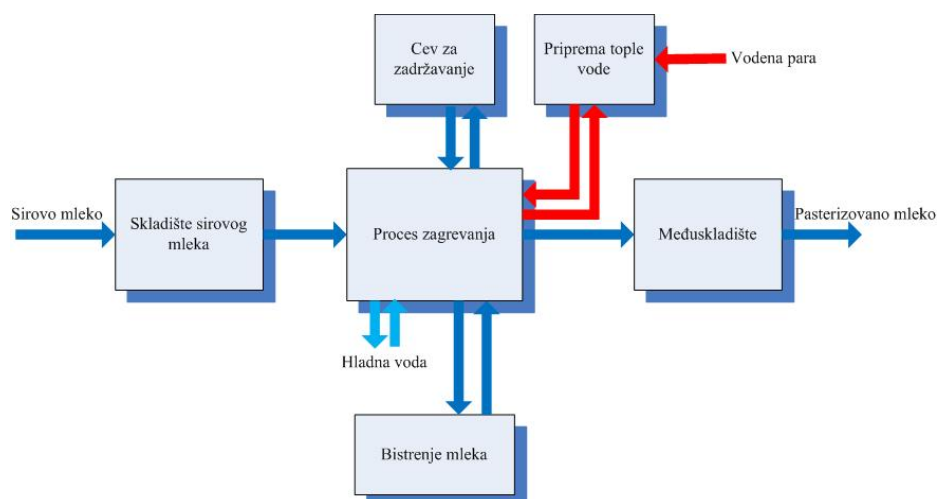 Cev za
zadržavanje
Priprema tople
vode
Vodena para
Sirovo mleko
Skladište sirovog
mleka
Proces zagrevanja
Međuskladište
Pasterizovano mleko
Hladna voda
Bistrenje mleka